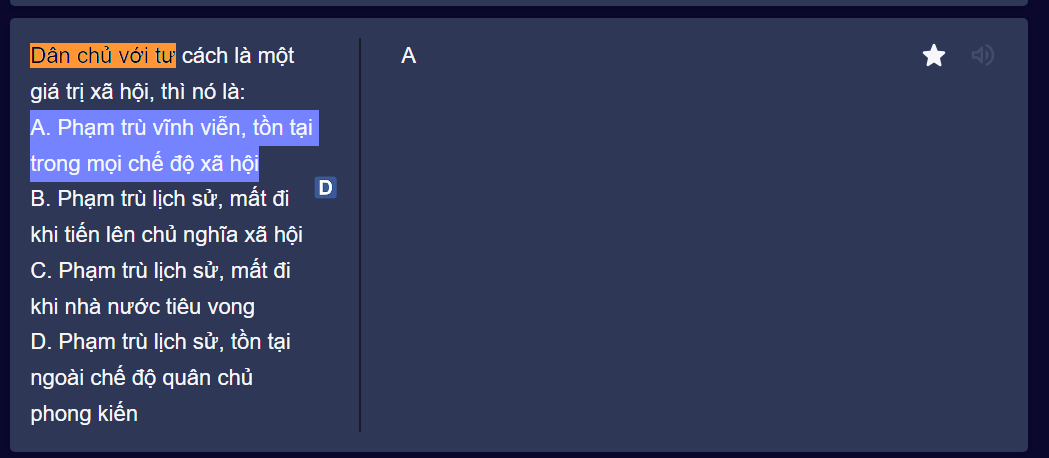 Dân chủ với tư cách là một
giá trị xã hội, thì nó là:
A. Phạm trù vĩnh viễn, tồn tại
trong mọi chế độ xã hội
B. Phạm trù lịch sử, mất đi
khi tiến lên chủ nghĩa xã hội
C. Phạm trù lịch sử, mất đi
khi nhà nước tiêu vong
D. Phạm trù lịch sử, tồn tại
ngoài chế độ quân chủ
phong kiến
D
A